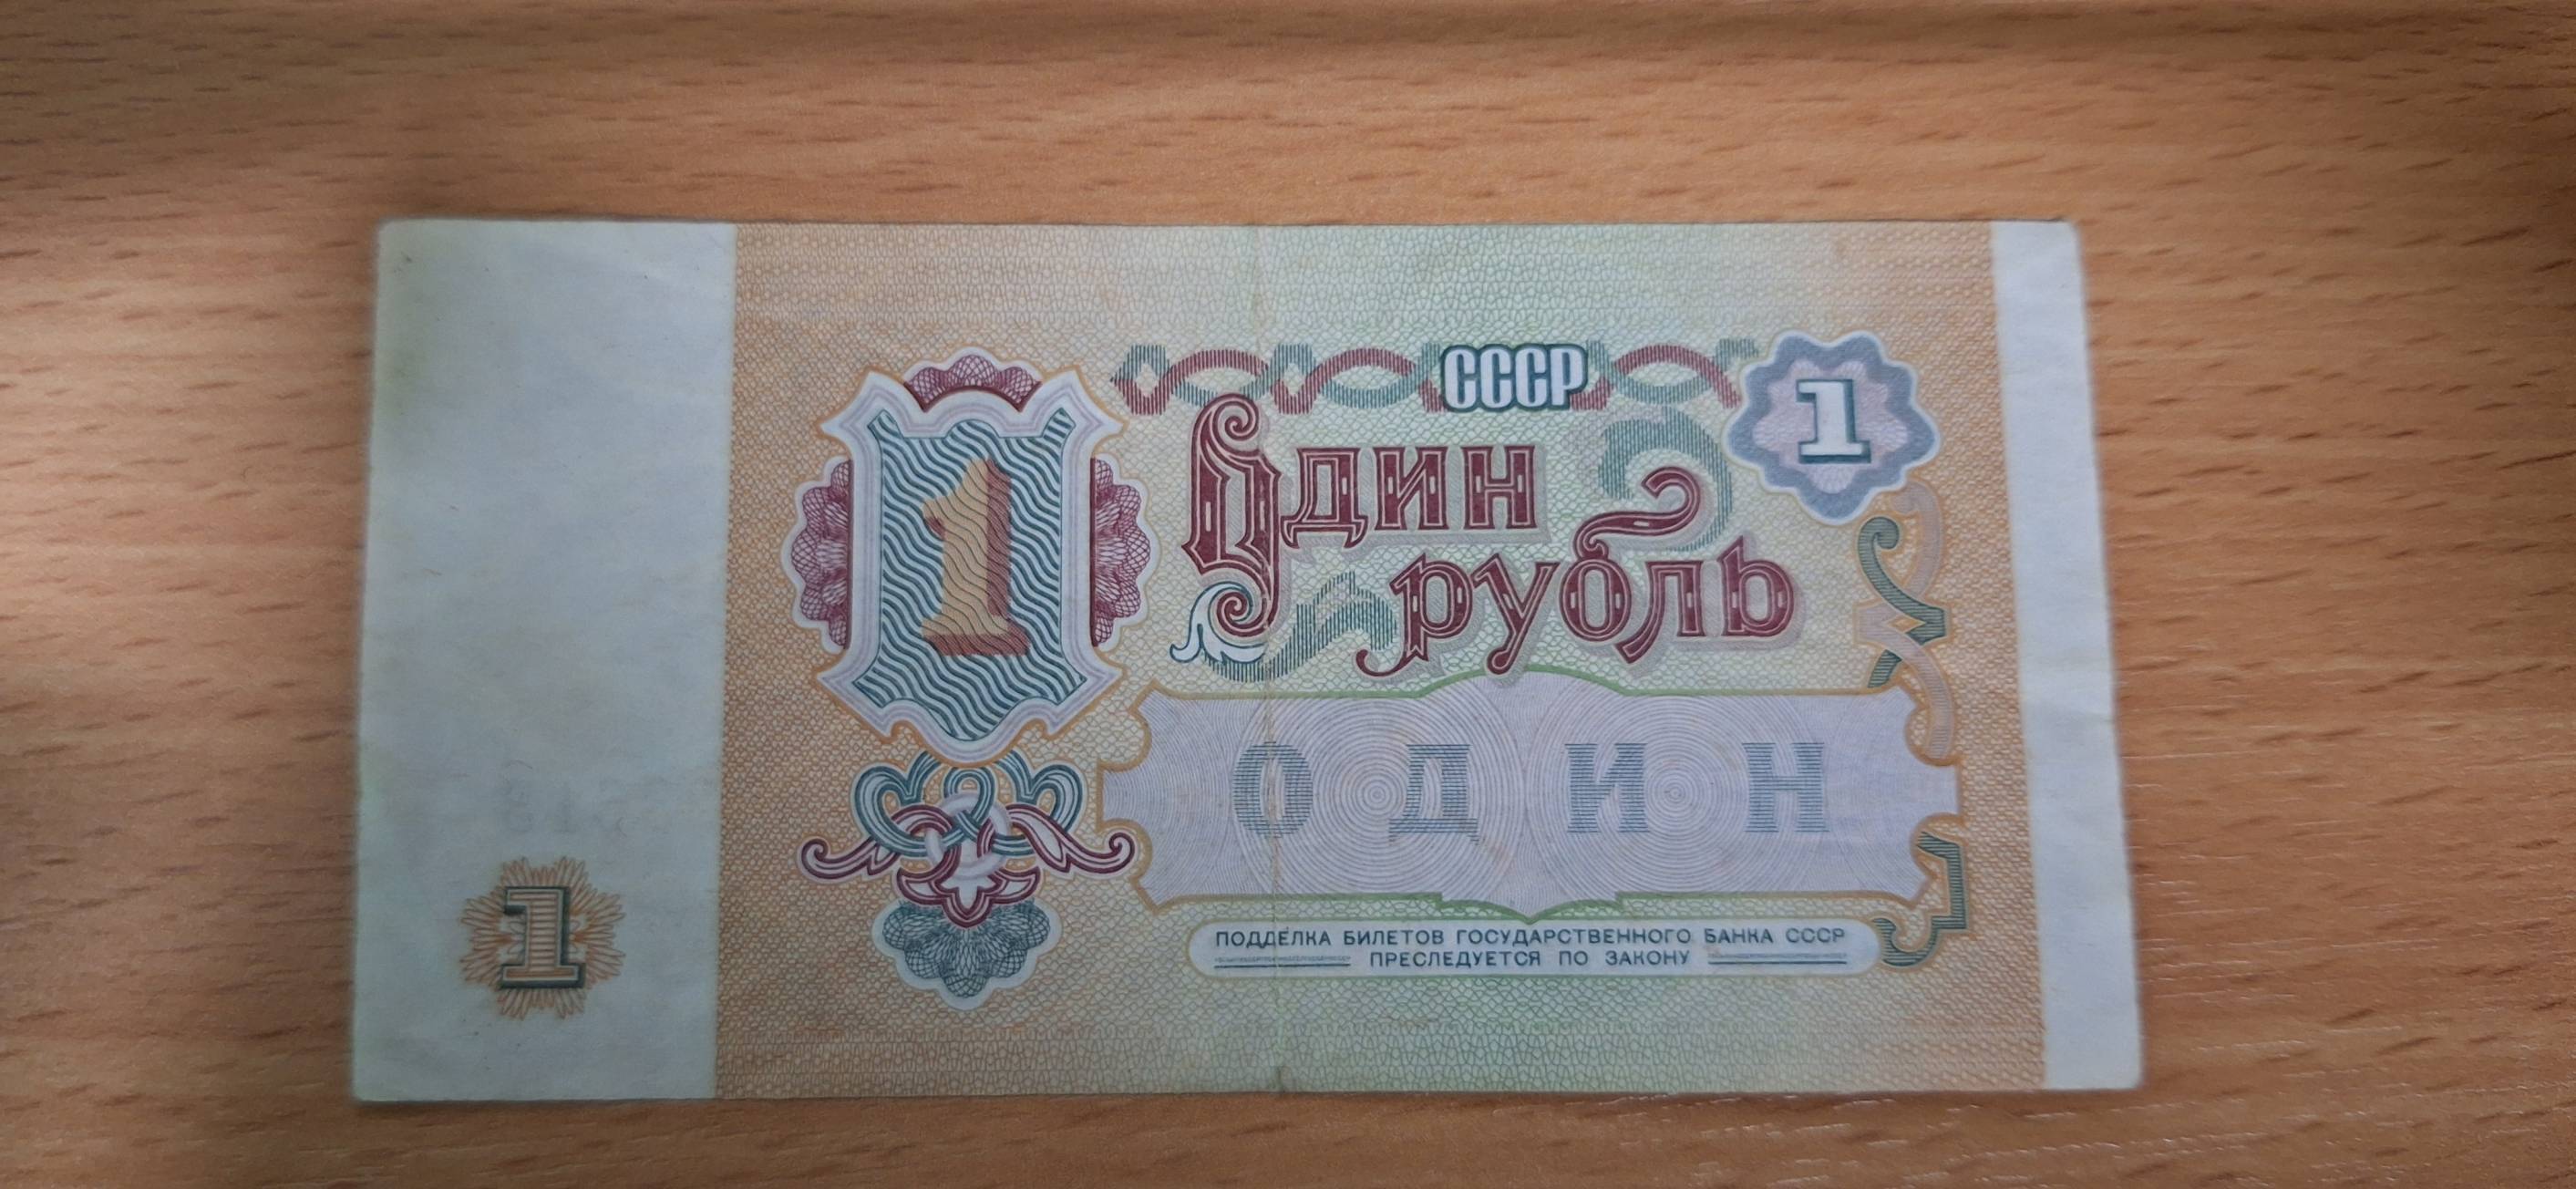 СССР
1
1
Один
рубль
ОДИН
1
ПОДДЕЛКА БИЛЕТОВ ГОСУДАРСТВЕННОГО БАНКА СССР
ПРЕСЛЕДУЕТСЯ ПО ЗАКОНУ